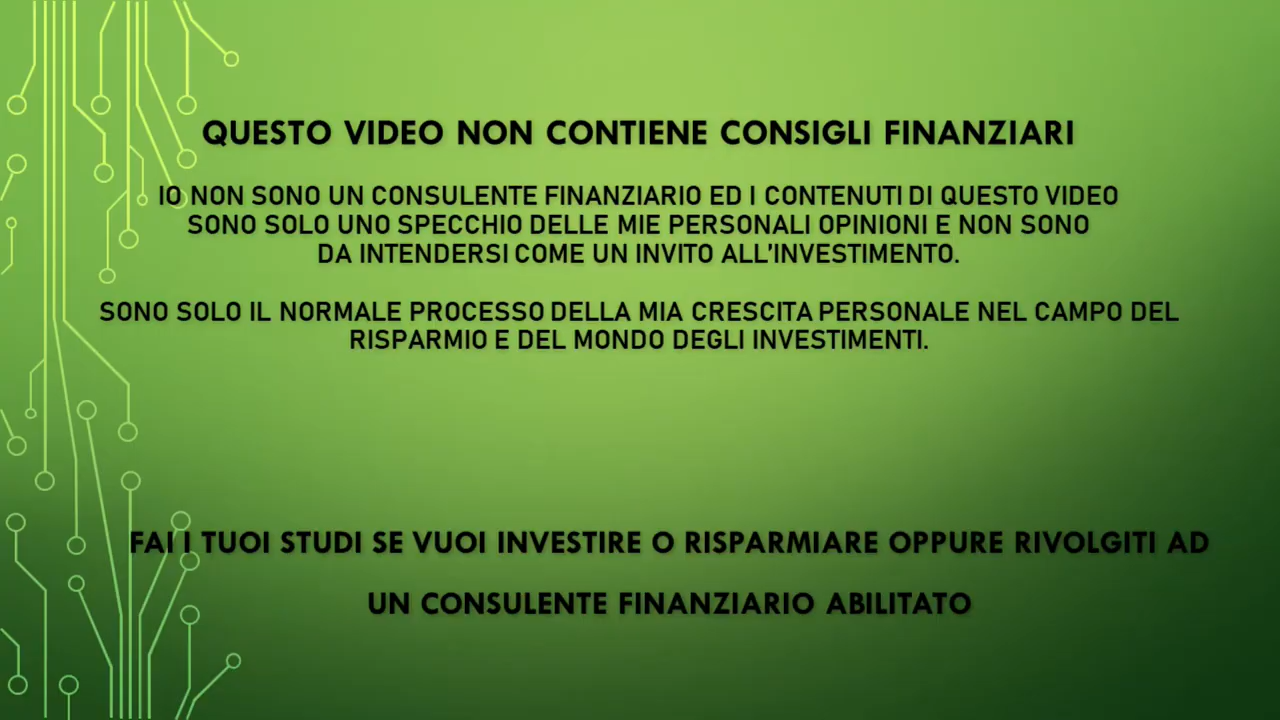 QUESTO VIDEO NON CONTIENE CONSIGLI FINANZIARI
IO NON SONO UN CONSULENTE FINANZIARIO ED I CONTENUTI DI QUESTO VIDEO
SONO SOLO UNO SPECCHIO DELLE MIE PERSONALI OPINIONI E NON SONO
DA INTENDERSI COME UN INVITO ALL'INVESTIMENTO.
SONO SOLO IL NORMALE PROCESSO DELLA MIA CRESCITA PERSONALE NEL CAMPO DEL
RISPARMIO E DEL MONDO DEGLI INVESTIMENTI.
FAI I TUOI STUDI SE VUOI INVESTIRE O RISPARMIARE OPPURE RIVOLGITI AD
UN CONSULENTE FINANZIARIO ABILITATO